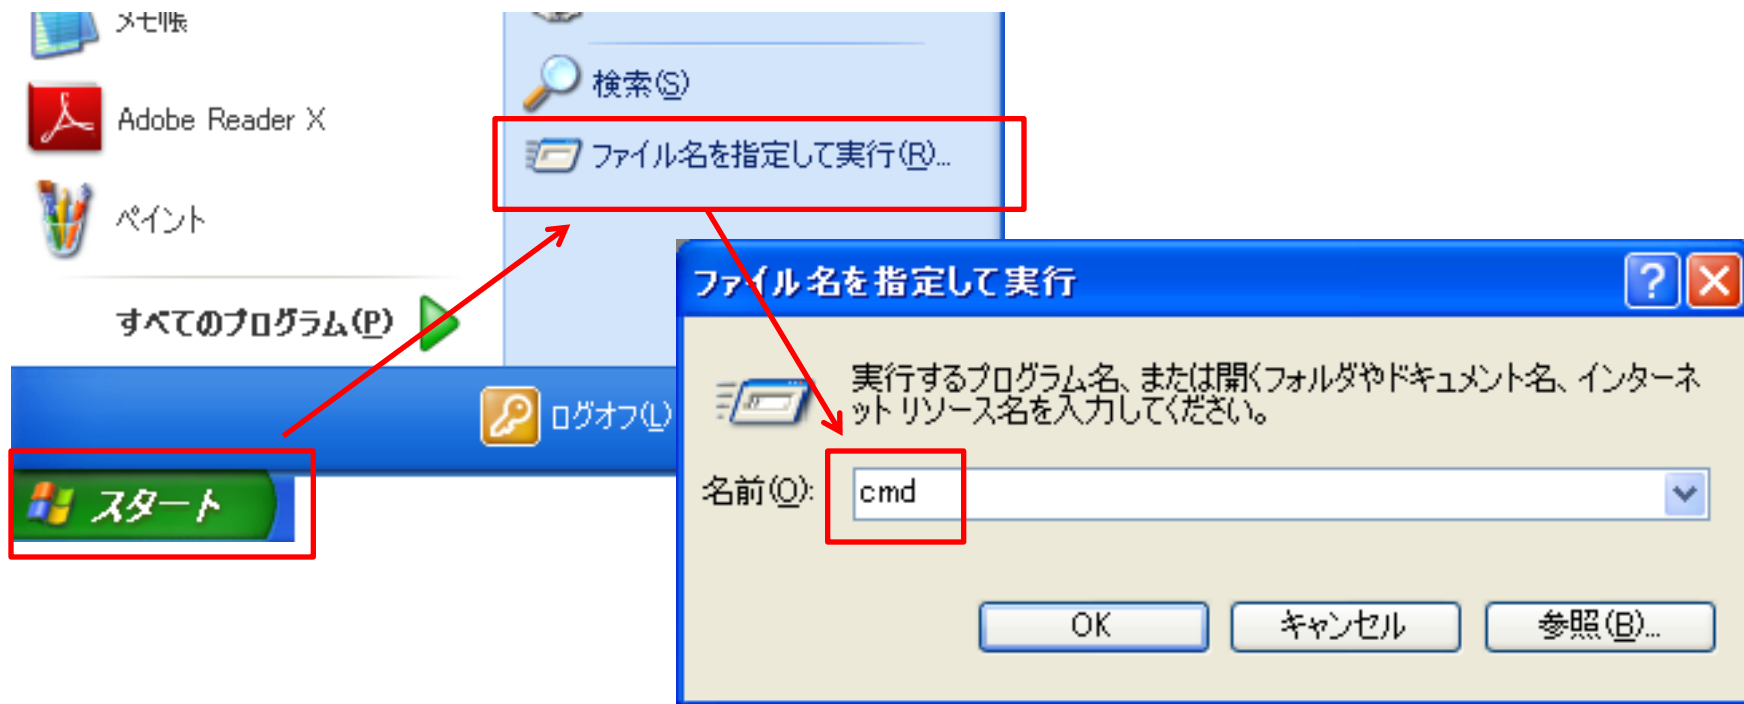 メモ帳
Adobe Reader X
ペイント
すべてのプログラム(P)
検索(S)
ファイル名を指定して実行(R)...
ログオフ(L)
スタート
ファイル名を指定して実行
実行するプログラム名、または開くフォルダやドキュメント名、インターネ
ット リソース名を入力してください。
名前(O):
cmd
OK
キャンセル
参照(B)...